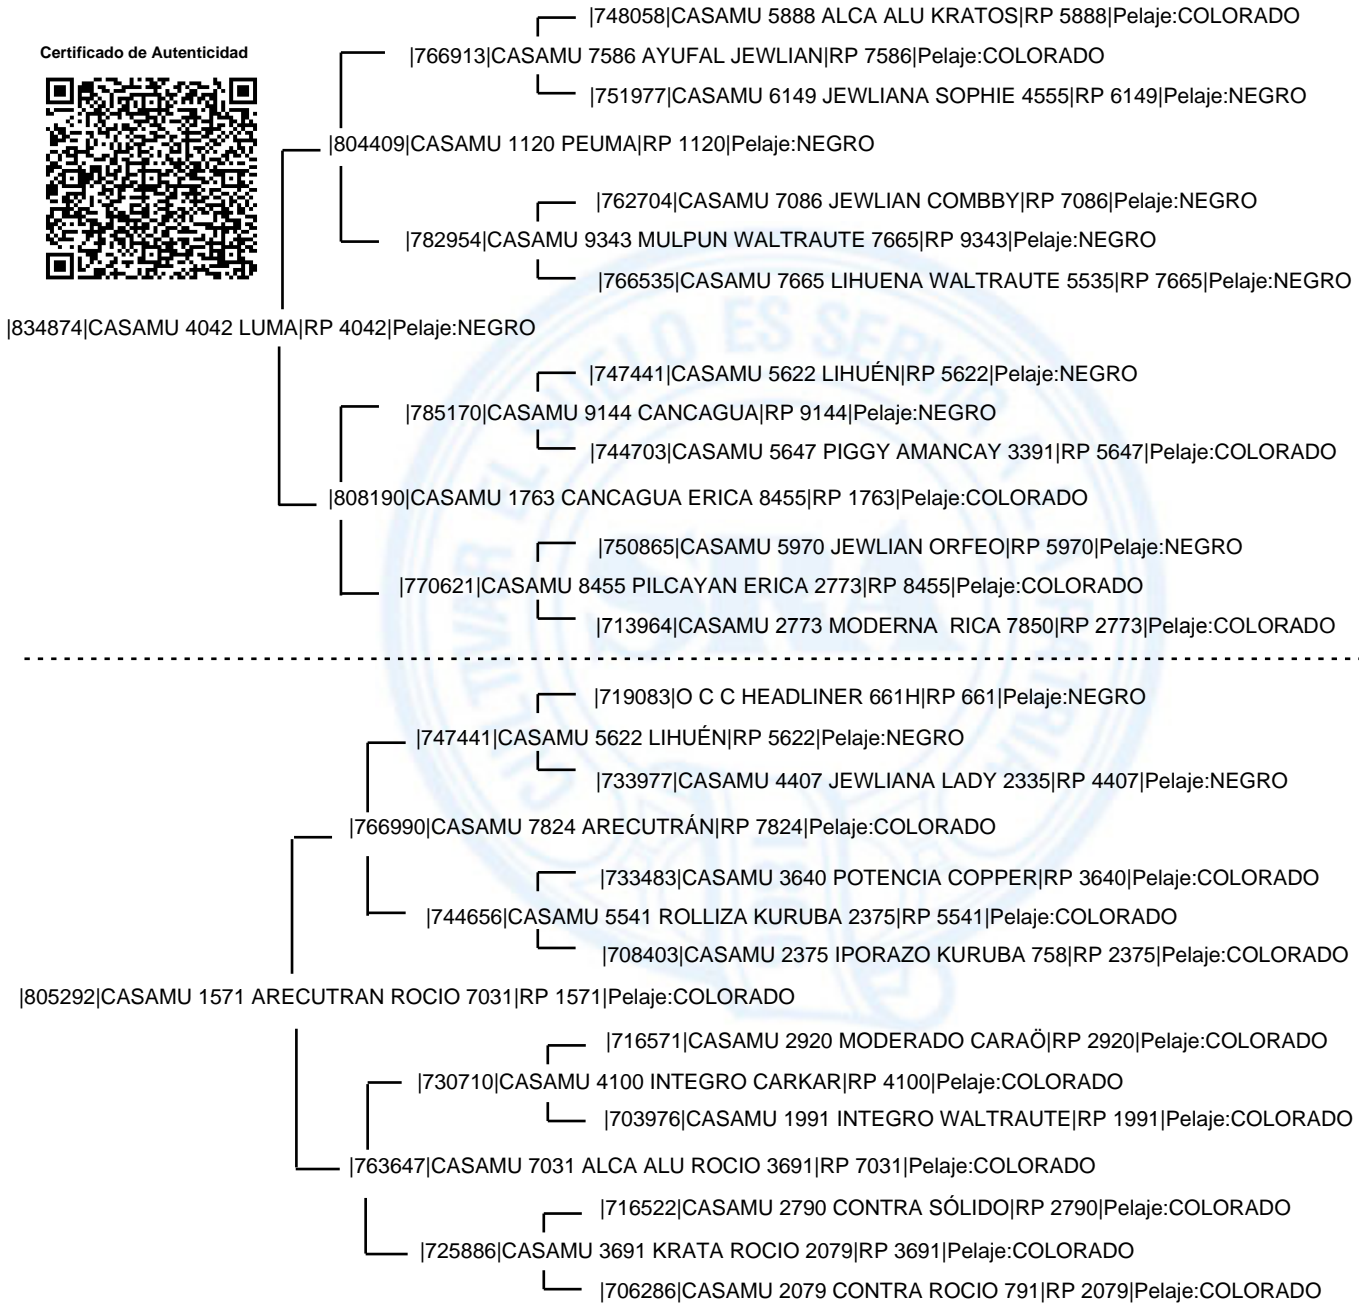 |748058|CASAMU 5888 ALCA ALU KRATOS|RP 5888|Pelaje:COLORADO
Certificado de Autenticidad
|766913|CASAMU 7586 AYUFAL JEWLIAN|RP 7586|Pelaje:COLORADO
|751977|CASAMU 6149 JEWLIANA SOPHIE 4555|RP 6149|Pelaje:NEGRO
|804409|CASAMU 1120 PEUMA|RP 1120|Pelaje:NEGRO
|762704|CASAMU 7086 JEWLIAN COMBBY|RP 7086|Pelaje:NEGRO
|782954|CASAMU 9343 MULPUN WALTRAUTE 7665|RP 9343|Pelaje:NEGRO
|766535|CASAMU 7665 LIHUENA WALTRAUTE 5535|RP 7665|Pelaje:NEGRO
|834874|CASAMU 4042 LUMA|RP 4042|Pelaje:NEGRO
|747441|CASAMU 5622 LIHUÉN|RP 5622|Pelaje:NEGRO
|785170|CASAMU 9144 CANCAGUA|RP 9144|Pelaje:NEGRO
|744703|CASAMU 5647 PIGGY AMANCAY 3391|RP 5647|Pelaje:COLORADO
|808190|CASAMU 1763 CANCAGUA ERICA 8455|RP 1763|Pelaje:COLORADO
|750865|CASAMU 5970 JEWLIAN ORFEO|RP 5970|Pelaje:NEGRO
|770621|CASAMU 8455 PILCAYAN ERICA 2773|RP 8455|Pelaje:COLORADO
|713964|CASAMU 2773 MODERNA  RICA 7850|RP 2773|Pelaje:COLORADO
|719083|O C C HEADLINER 661H|RP 661|Pelaje:NEGRO
|747441|CASAMU 5622 LIHUÉN|RP 5622|Pelaje:NEGRO
|733977|CASAMU 4407 JEWLIANA LADY 2335|RP 4407|Pelaje:NEGRO
|766990|CASAMU 7824 ARECUTRÁN|RP 7824|Pelaje:COLORADO
|733483|CASAMU 3640 POTENCIA COPPER|RP 3640|Pelaje:COLORADO
|744656|CASAMU 5541 ROLLIZA KURUBA 2375|RP 5541|Pelaje:COLORADO
|708403|CASAMU 2375 IPORAZO KURUBA 758|RP 2375|Pelaje:COLORADO
|805292|CASAMU 1571 ARECUTRAN ROCIO 7031|RP 1571|Pelaje:COLORADO
|716571|CASAMU 2920 MODERADO CARAÖ|RP 2920|Pelaje:COLORADO
|730710|CASAMU 4100 INTEGRO CARKAR|RP 4100|Pelaje:COLORADO
|703976|CASAMU 1991 INTEGRO WALTRAUTE|RP 1991|Pelaje:COLORADO
|763647|CASAMU 7031 ALCA ALU ROCIO 3691|RP 7031|Pelaje:COLORADO
|716522|CASAMU 2790 CONTRA SÓLIDO|RP 2790|Pelaje:COLORADO
|725886|CASAMU 3691 KRATA ROCIO 2079|RP 3691|Pelaje:COLORADO
|706286|CASAMU 2079 CONTRA ROCIO 791|RP 2079|Pelaje:COLORADO
CULTIVAR EL SUELO ES SERVIR A LA PATRIA